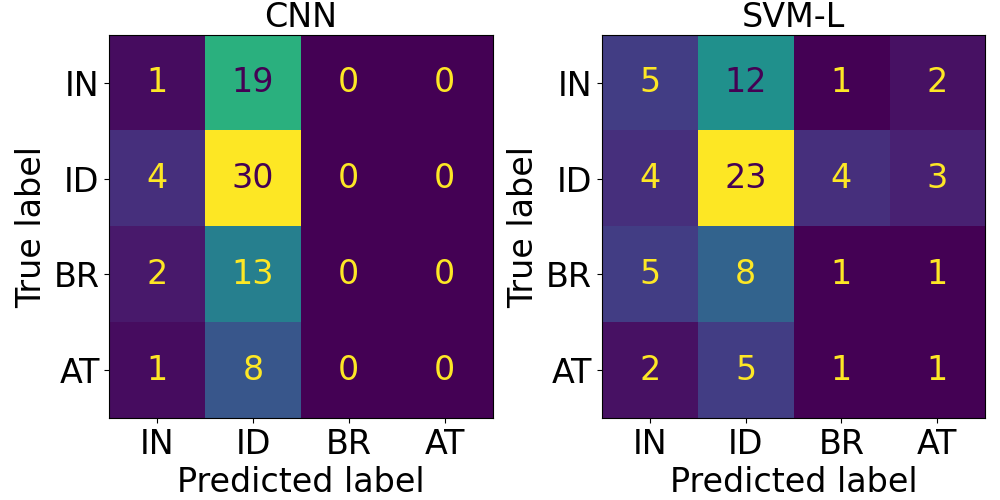 CNN
True label
IN 1 19 0 0
ID 4 30 0 0
BR 2 13 0 0
AT 1 8 0 0
IN ID BR AT
Predicted label
SVM-L
True label
IN 5 12 1 2
ID 4 23 4 3
BR 5 8 1 1
AT 2 5 1 1
IN ID BR AT
Predicted label